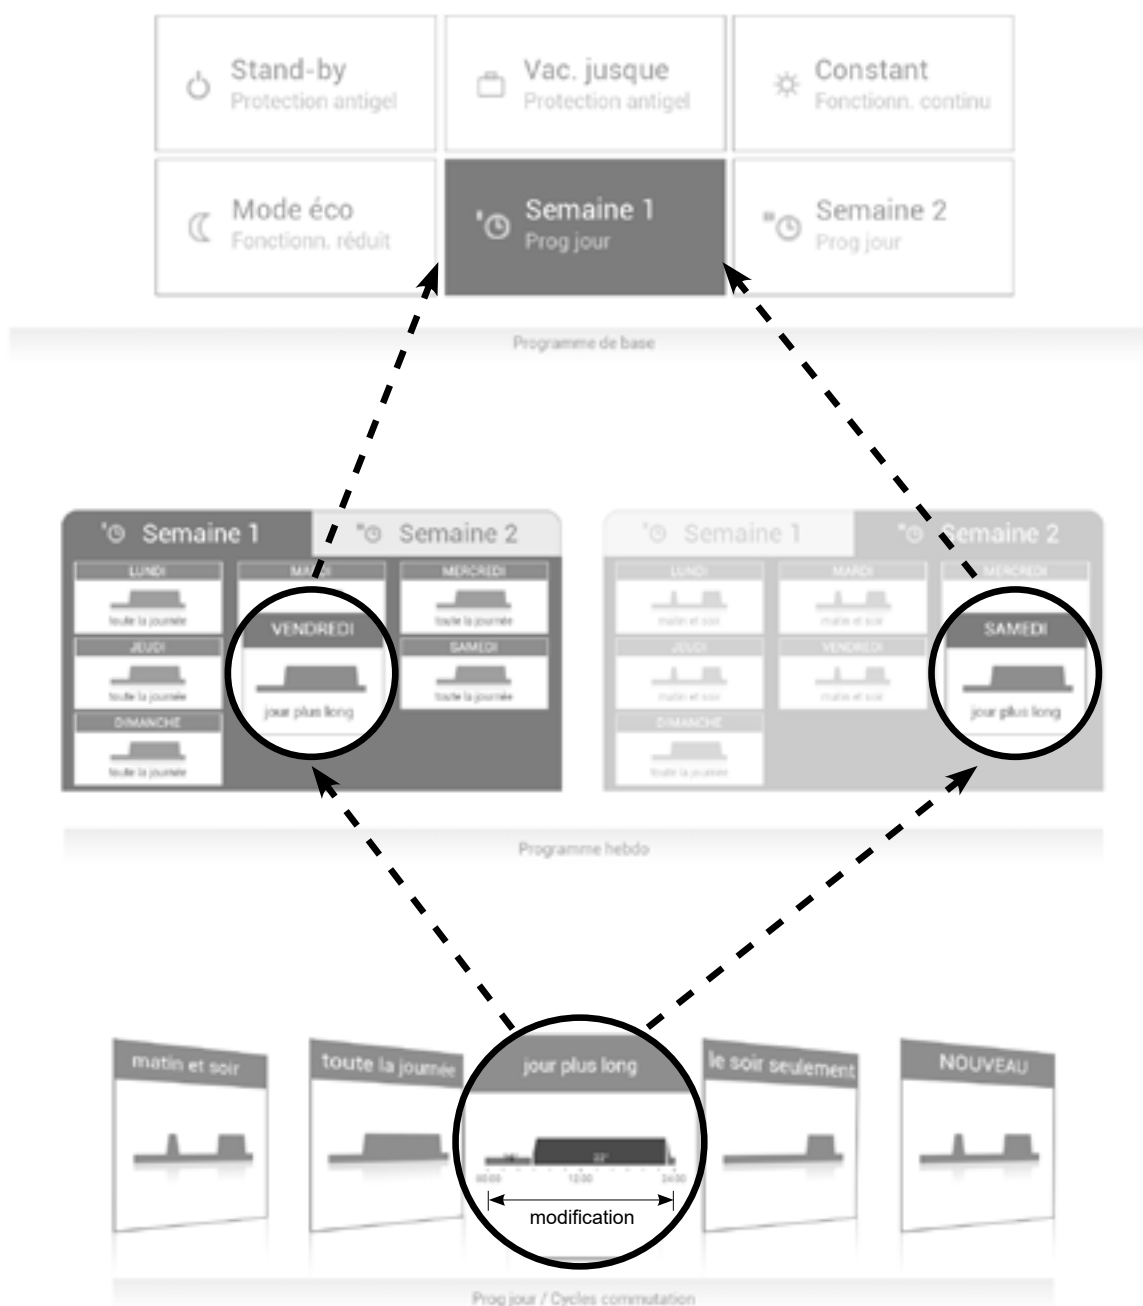 Stand-by
Protection antigel
Vac. jusque
Protection antigel
Constant
Fonctionn. continu
Mode éco
Fonctionn. réduit
Semaine 1
Prog jour
Semaine 2
Prog jour
Programme de base
Semaine 1
Semaine 2
LUNDI
MARDI
MERCREDI
toute la journée
toute la journée
VENDREDI
jour plus long
JEUDI
toute la journée
SAMEDI
toute la journée
DIMANCHE
toute la journée
Semaine 1
Semaine 2
LUNDI
MARDI
MERCREDI
matin et soir
matin et soir
JEUDI
matin et soir
VENDREDI
matin et soir
SAMEDI
jour plus long
DIMANCHE
toute la journée
Programme hebdo
matin et soir
toute la journée
jour plus long
22°
00:00
12:00
24:00
modification
le soir seulement
NOUVEAU
Prog jour / Cycles commutation